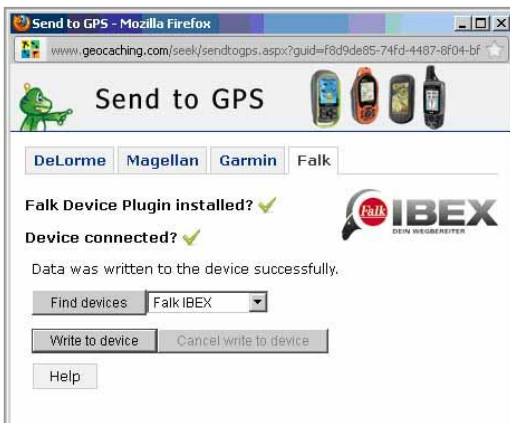 Send to GPS - Mozilla Firefox
www.geocaching.com/seek/sendtogps.aspx?guid=f8d9de85-74fd-4487-8f04-bf
Send to GPS
DeLorme Magellan Garmin Falk
Falk Device Plugin installed?
Falk IBEX
DEIN WEGBEREITER
Device connected?
Data was written to the device successfully.
Find devices Falk IBEX
Write to device Cancel write to device
Help